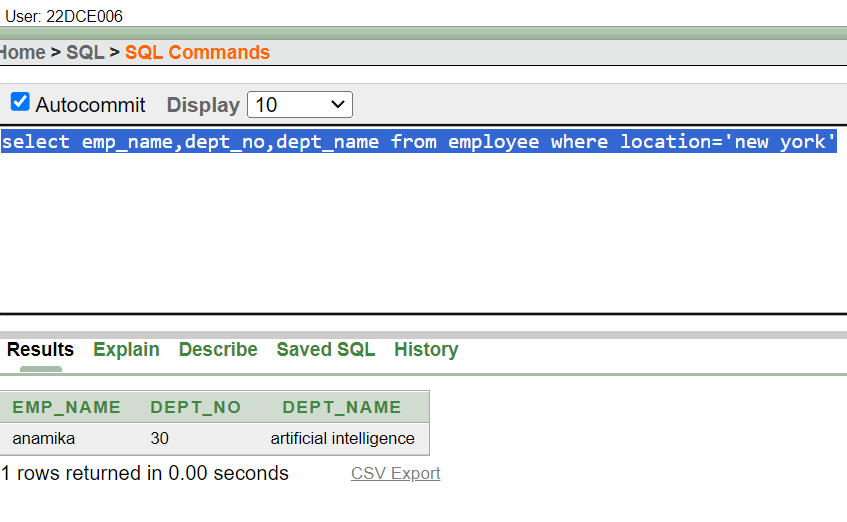 User: 22DCE006
Home > SQL > SQL Commands
Autocommit Display 10
select emp_name,dept_no,dept_name from employee where location='new york'
Results Explain Describe Saved SQL History
EMP_NAME DEPT_NO DEPT_NAME
anamika 30 artificial intelligence
1 rows returned in 0.00 seconds CSV Export